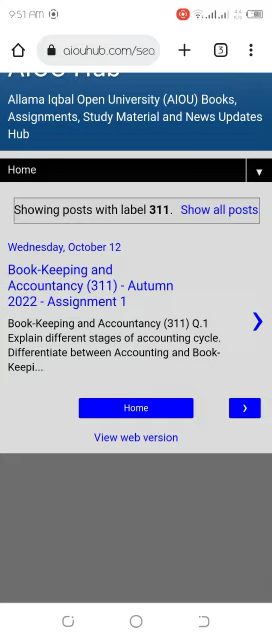 9:51 AM
aiouhub.com/sea
3
AIOU Hub
Allama Iqbal Open University (AIOU) Books,
Assignments, Study Material and News Updates
Hub
Home
Showing posts with label 311. Show all posts
Wednesday, October 12
Book-Keeping and
Accountancy (311) - Autumn
2022 - Assignment 1
Book-Keeping and Accountancy (311) Q.1
Explain different stages of accounting cycle.
Differentiate between Accounting and Book-
Keepi...
Home
View web version